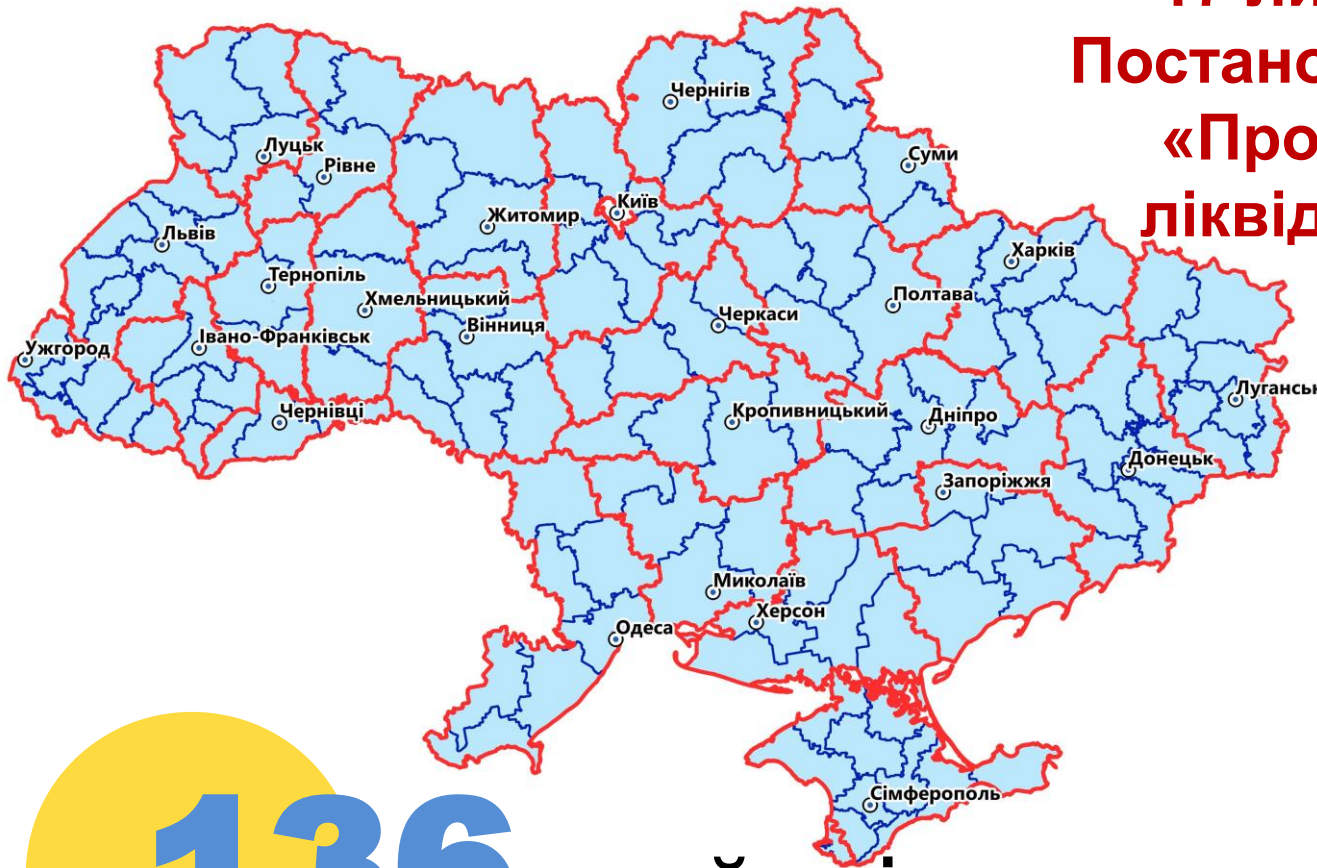 Постано
«Про
ліквід
Чернігів
Луцьк
Рівне
Суми
Київ
Житомир
Львів
Харків
Тернопіль
Хмельницький
Полтава
Вінниця
Черкаси
Івано-Франківськ
Ужгород
Луганськ
Чернівці
Кропивницький
Дніпро
Донецьк
Запоріжжя
Миколаїв
Херсон
Одеса
Сімферополь
136